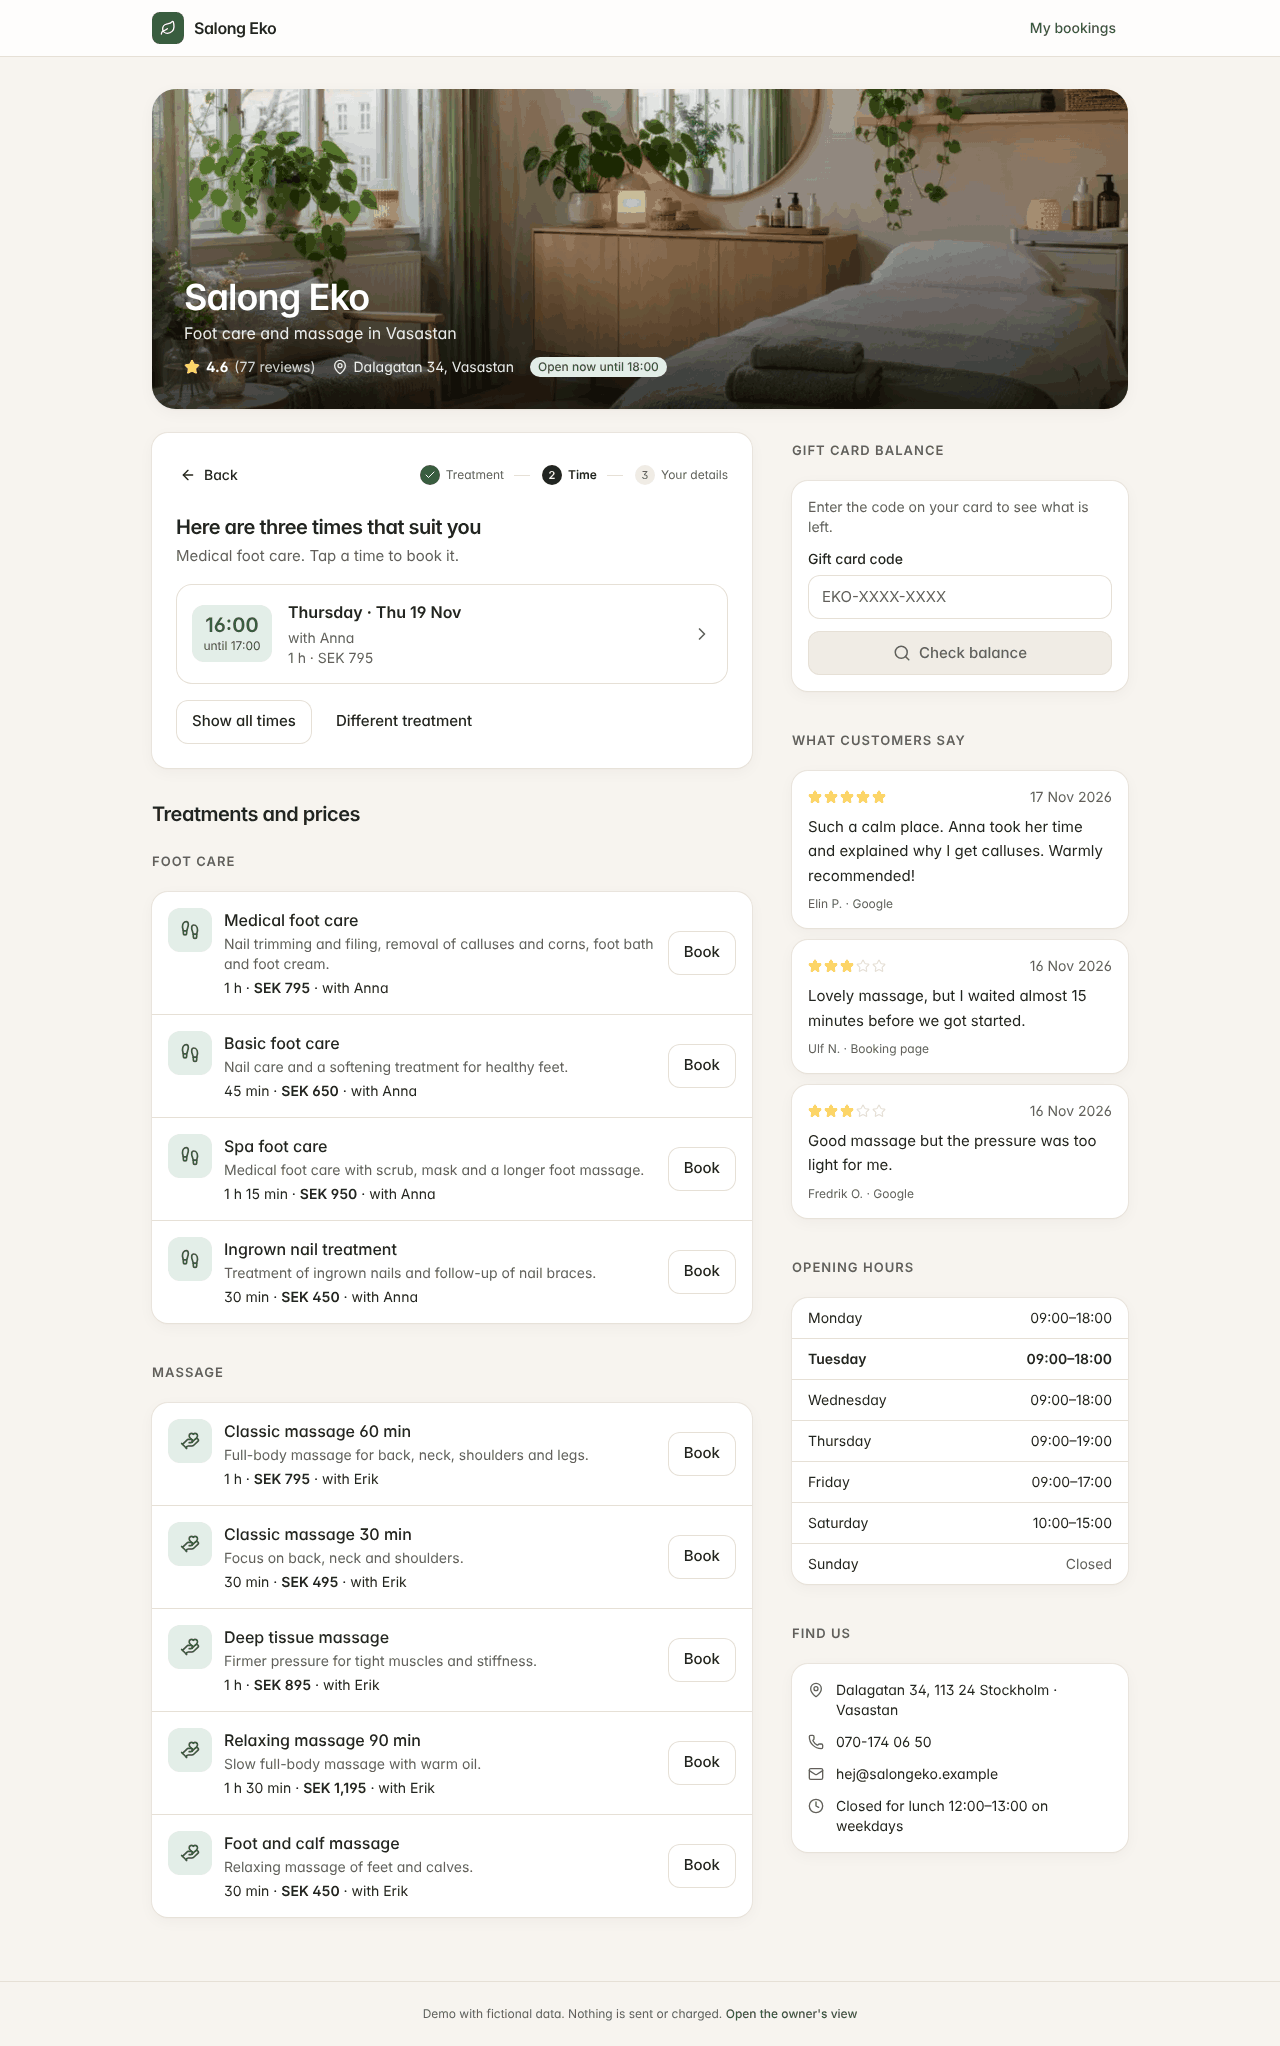 Salong Eko
My bookings
Salong Eko
Foot care and massage in Vasastan
4.6 (77 reviews) Dalagatan 34, Vasastan Open now until 18:00
Back
Treatment
2 Time
3 Your details
Here are three times that suit you
Medical foot care. Tap a time to book it.
16:00
until 17:00
Thursday · Thu 19 Nov
with Anna
1 h · SEK 795
Show all times
Different treatment
Treatments and prices
FOOT CARE
Medical foot care
Nail trimming and filing, removal of calluses and corns, foot bath
and foot cream.
1 h · SEK 795 · with Anna
Book
Basic foot care
Nail care and a softening treatment for healthy feet.
45 min · SEK 650 · with Anna
Book
Spa foot care
Medical foot care with scrub, mask and a longer foot massage.
1 h 15 min · SEK 950 · with Anna
Book
Ingrown nail treatment
Treatment of ingrown nails and follow-up of nail braces.
30 min · SEK 450 · with Anna
Book
MASSAGE
Classic massage 60 min
Full-body massage for back, neck, shoulders and legs.
1 h · SEK 795 · with Erik
Book
Classic massage 30 min
Focus on back, neck and shoulders.
30 min · SEK 495 · with Erik
Book
Deep tissue massage
Firmer pressure for tight muscles and stiffness.
1 h · SEK 895 · with Erik
Book
Relaxing massage 90 min
Slow full-body massage with warm oil.
1 h 30 min · SEK 1,195 · with Erik
Book
Foot and calf massage
Relaxing massage of feet and calves.
30 min · SEK 450 · with Erik
Book
GIFT CARD BALANCE
Enter the code on your card to see what is
left.
Gift card code
EKO-XXXX-XXXX
Check balance
WHAT CUSTOMERS SAY
17 Nov 2026
Such a calm place. Anna took her time
and explained why I get calluses. Warmly
recommended!
Elin P. · Google
16 Nov 2026
Lovely massage, but I waited almost 15
minutes before we got started.
Ulf N. · Booking page
16 Nov 2026
Good massage but the pressure was too
light for me.
Fredrik O. · Google
OPENING HOURS
Monday 09:00–18:00
Tuesday 09:00–18:00
Wednesday 09:00–18:00
Thursday 09:00–19:00
Friday 09:00–17:00
Saturday 10:00–15:00
Sunday Closed
FIND US
Dalagatan 34, 113 24 Stockholm ·
Vasastan
070-174 06 50
hej@salongeko.example
Closed for lunch 12:00–13:00 on
weekdays
Demo with fictional data. Nothing is sent or charged. Open the owner's view